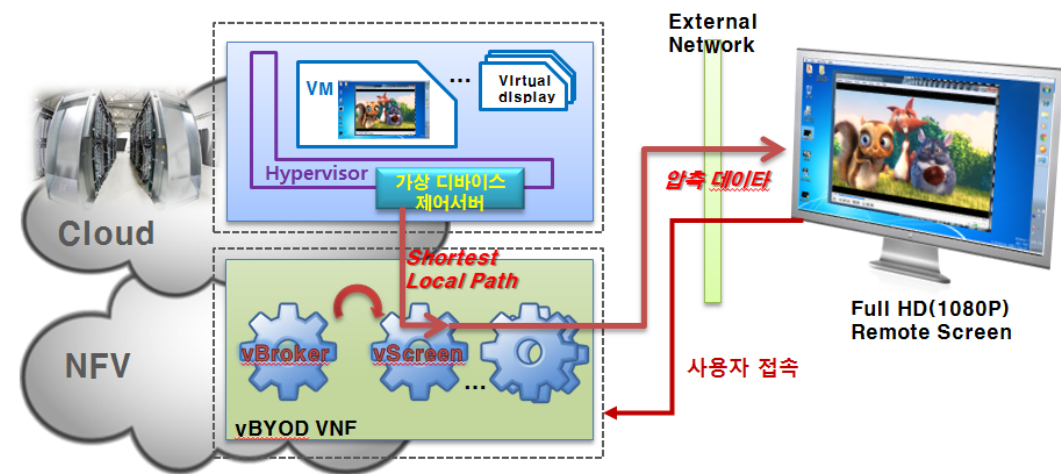 External
Network
VM
...
Virtual
display
Hypervisor
가상 디바이스
제어서버
압축 데이타
Cloud
Shortest
Local Path
Full HD(1080P)
Remote Screen
vBroker
vScreen
...
NFV
사용자 접속
vBYOD VNF